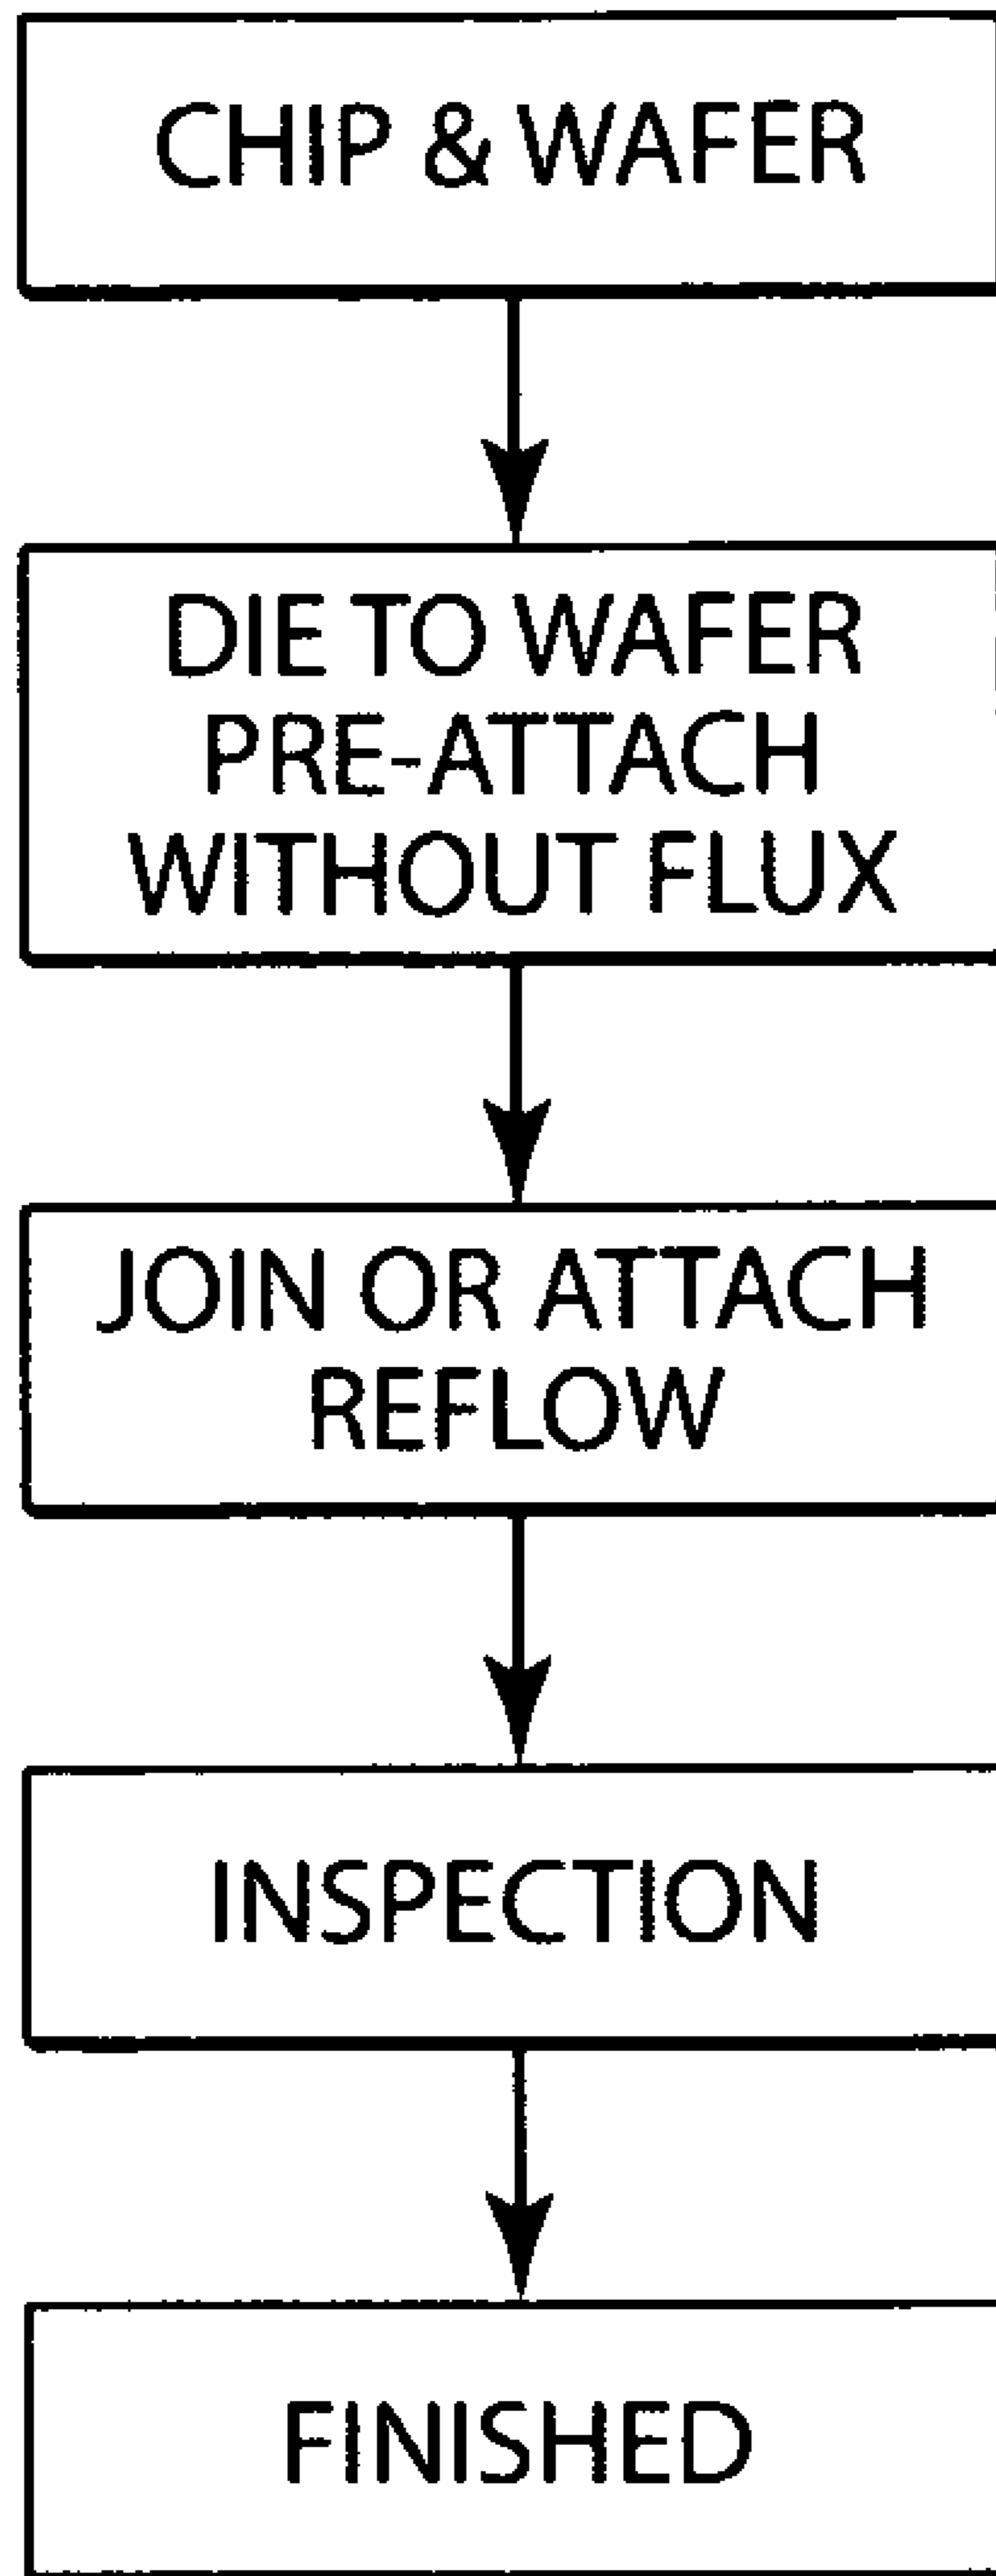 CHIP & WAFER
DIE TO WAFER
PRE-ATTACH
WITHOUT FLUX
JOIN OR ATTACH
REFLOW
INSPECTION
FINISHED